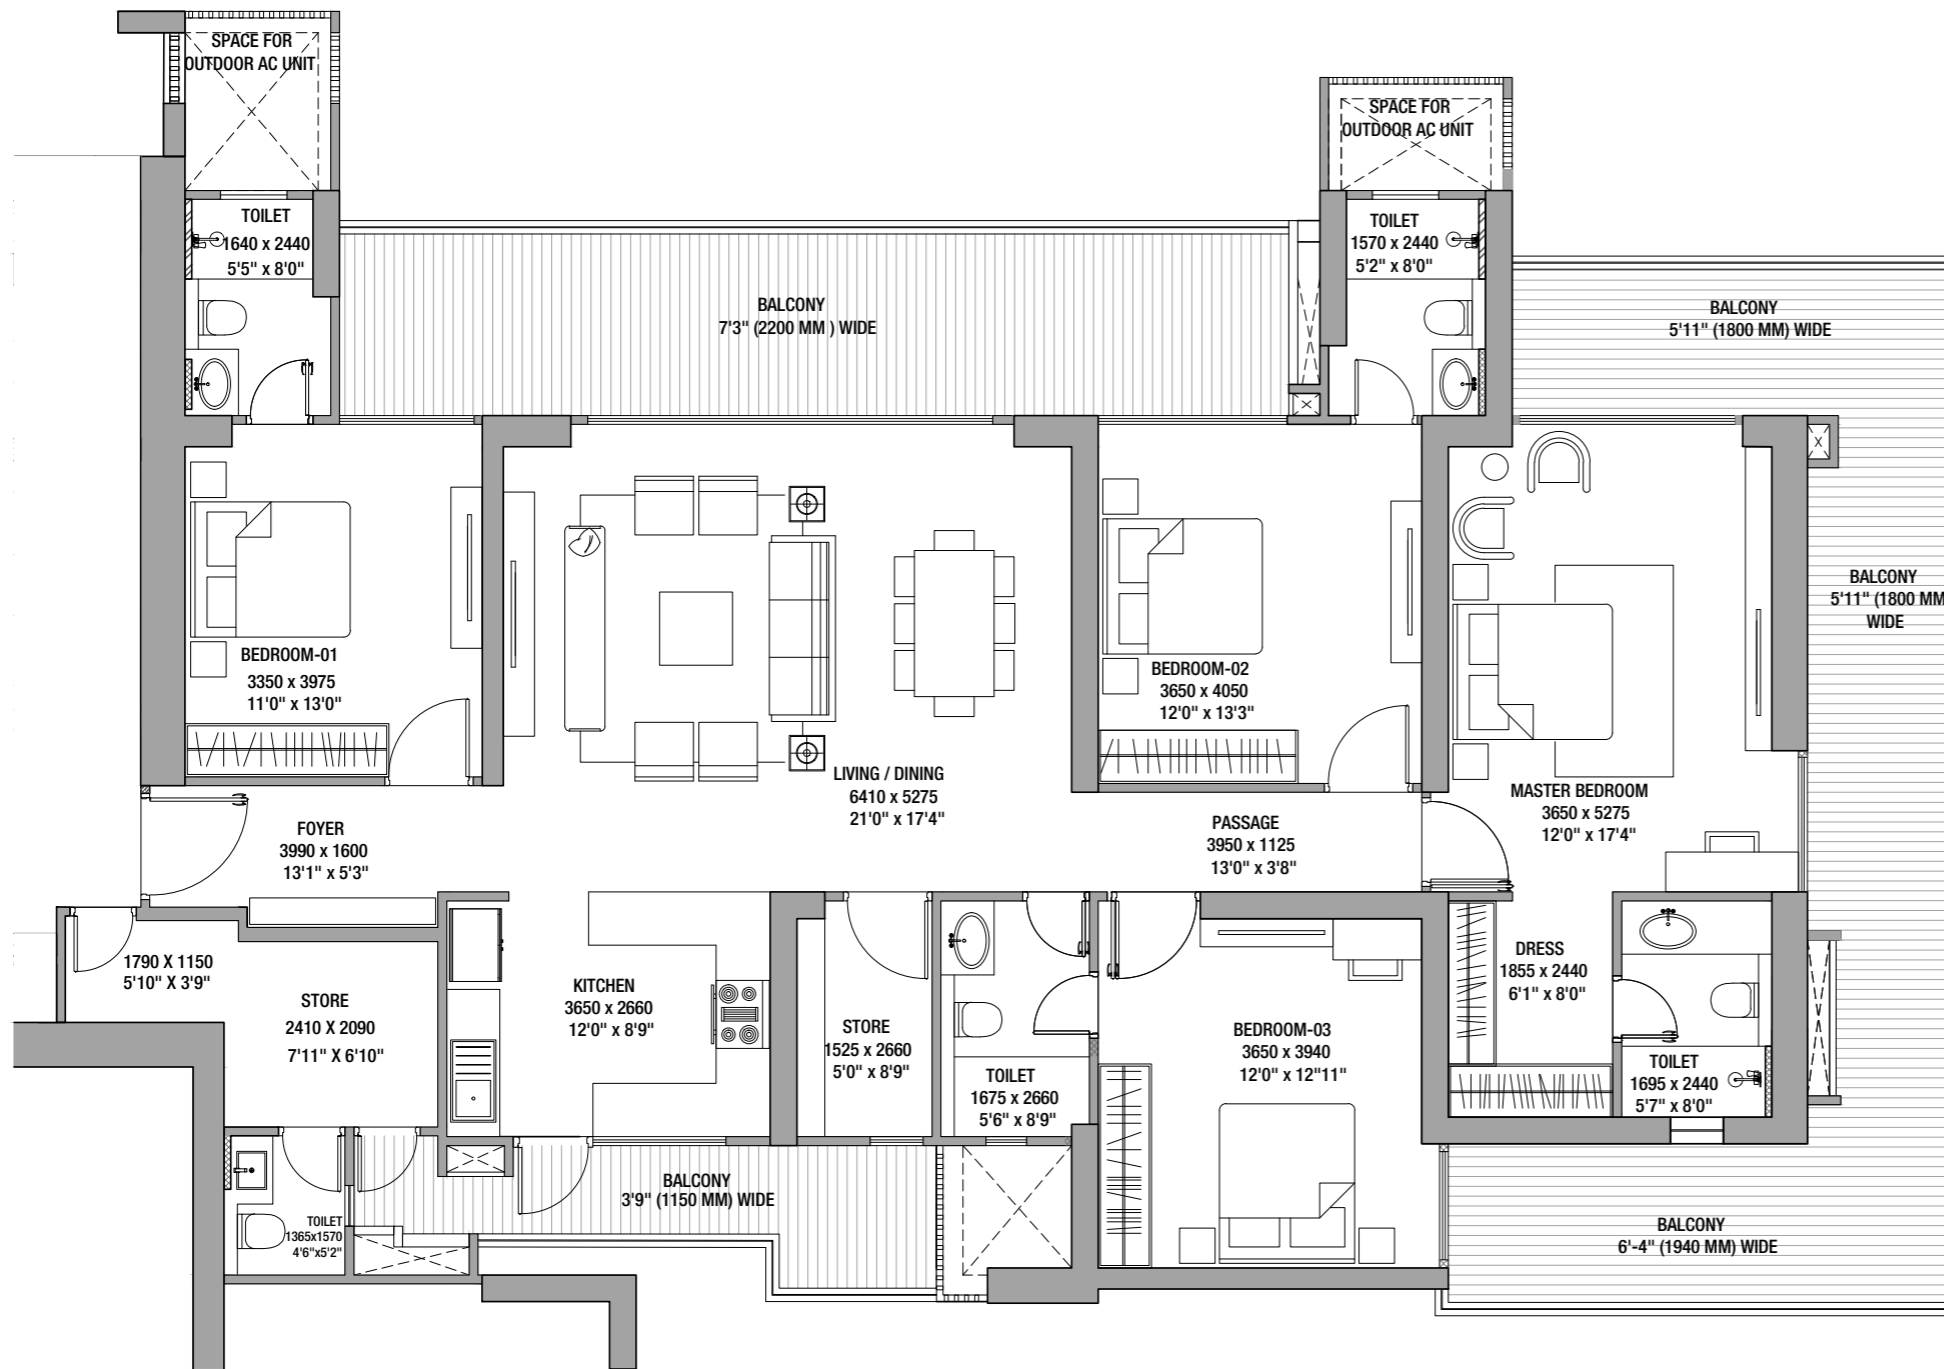 SPACE FOR
OUTDOOR AC UNIT
SPACE FOR
OUTDOOR AC UNIT
TOILET
1640 x 2440
5'5" x 8'0"
TOILET
1570 x 2440
5'2" x 8'0"
BALCONY
7'3" (2200 MM ) WIDE
BALCONY
5'11" (1800 MM) WIDE
BALCONY
5'11" (1800 MM
WIDE
BEDROOM-01
3350 x 3975
11'0" x 13'0"
BEDROOM-02
3650 x 4050
12'0" x 13'3"
LIVING / DINING
6410 x 5275
21'0" x 17'4"
MASTER BEDROOM
3650 x 5275
12'0" x 17'4"
FOYER
3990 x 1600
13'1" x 5'3"
PASSAGE
3950 x 1125
13'0" x 3'8"
1790 X 1150
5'10" X 3'9"
STORE
2410 X 2090
7'11" X 6'10"
KITCHEN
3650 x 2660
12'0" x 8'9"
STORE
1525 x 2660
5'0" x 8'9"
TOILET
1675 x 2660
5'6" x 8'9"
BEDROOM-03
3650 x 3940
12'0" x 12"11"
DRESS
1855 x 2440
6'1" x 8'0"
TOILET
1695 x 2440
5'7" x 8'0"
BALCONY
3'9" (1150 MM) WIDE
TOILET
1365x1570
4'6"x5'2"
BALCONY
6'-4" (1940 MM) WIDE